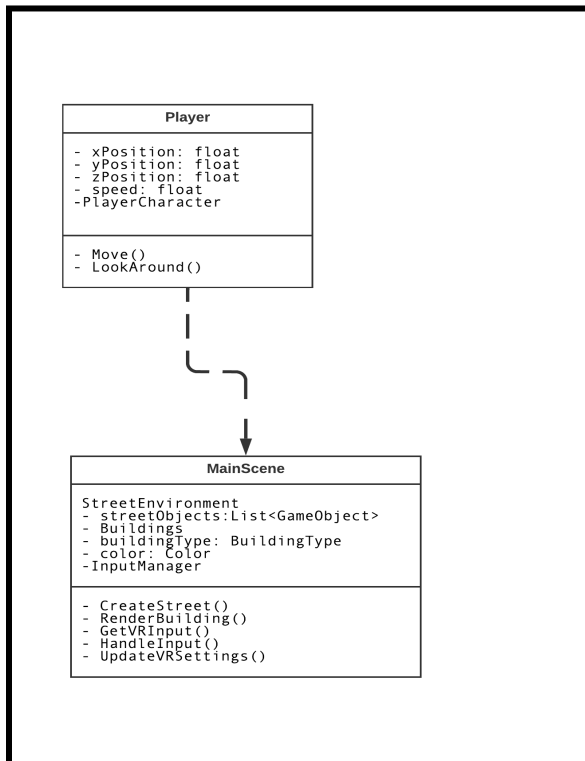 Player
- xPosition: float
- yPosition: float
- zPosition: float
- speed: float
-PlayerCharacter
- Move()
- LookAround()
MainScene
StreetEnvironment
- streetObjects:List<GameObject>
- Buildings
- buildingType: BuildingType
- color: Color
-InputManager
- CreateStreet()
- RenderBuilding()
- GetVRInput()
- HandleInput()
- UpdateVRSettings()